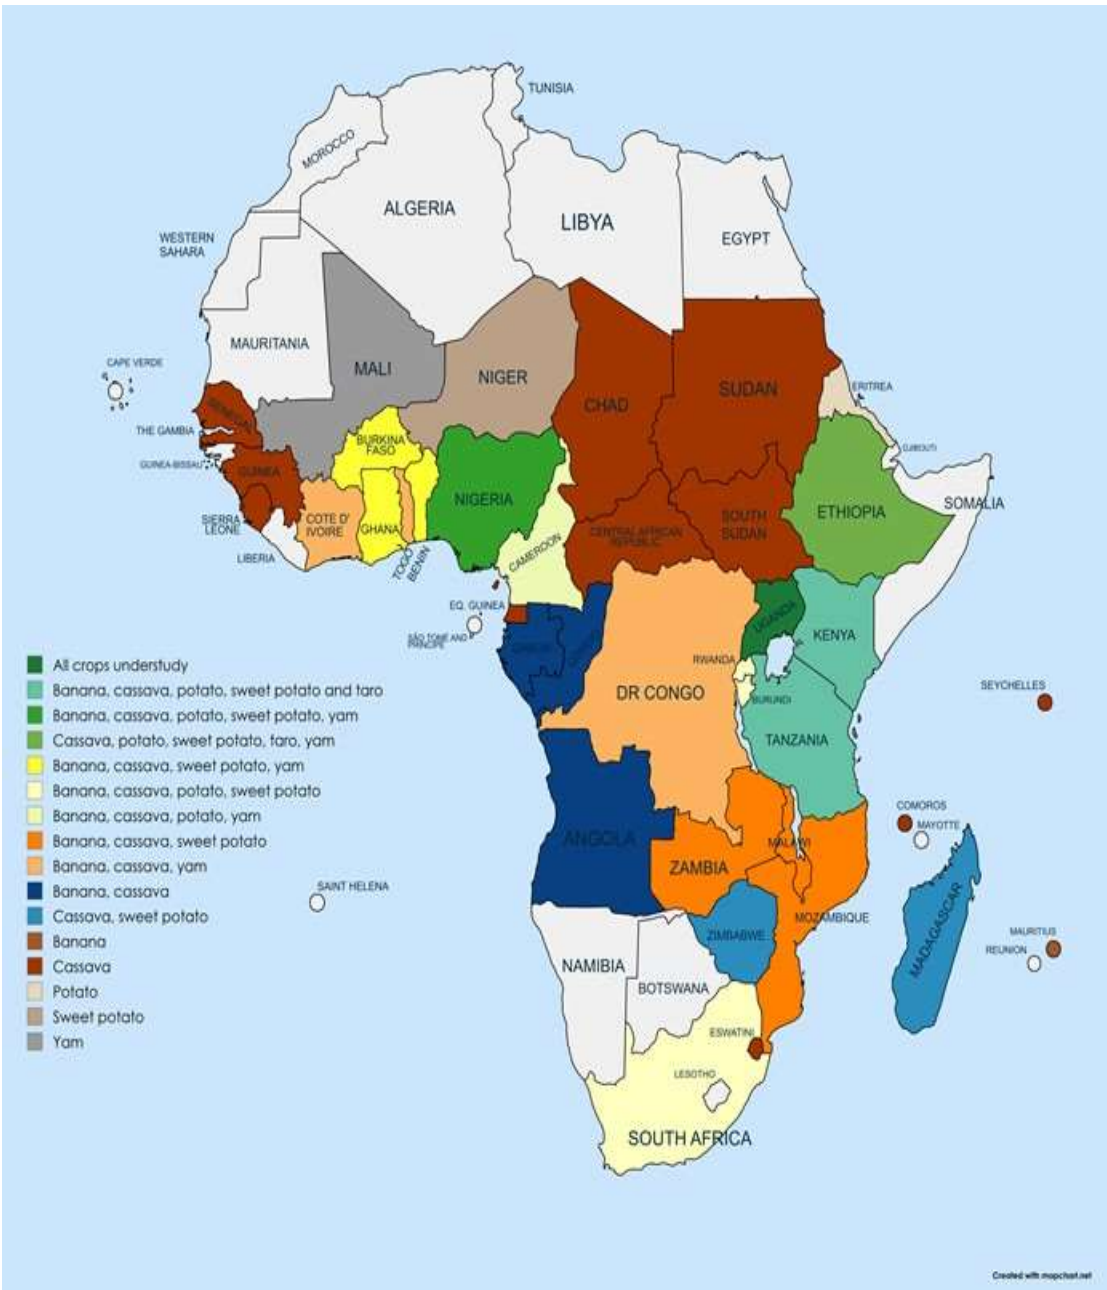 TUNISIA
MOROCCO
ALGERIA
LIBYA
EGYPT
WESTERN
SAHARA
MAURITANIA
MALI
NIGER
CHAD
SUDAN
ERITREA
CAPE VERDE
SENEGAL
THE GAMBIA
GUINEA-BISSAU
GUINEA
BURKINA
FASO
NIGERIA
DJIBOUTI
SOMALIA
ETHIOPIA
SIERRA
LEONE
LIBERIA
COTE D'
IVOIRE
GHANA
TOGO
BENIN
CAMEROON
CENTRAL AFRICAN
REPUBLIC
SOUTH
SUDAN
EQ. GUINEA
SÃO TOMÉ AND
PRINCIPE
GABON
UGANDA
KENYA
RWANDA
BURUNDI
DR CONGO
TANZANIA
SEYCHELLES
All crops understudy
Banana, cassava, potato, sweet potato and taro
Banana, cassava, potato, sweet potato, yam
Cassava, potato, sweet potato, taro, yam
Banana, cassava, sweet potato, yam
Banana, cassava, potato, sweet potato
Banana, cassava, potato, yam
Banana, cassava, sweet potato
Banana, cassava, yam
Banana, cassava
Cassava, sweet potato
Banana
Cassava
Potato
Sweet potato
Yam
COMOROS
MAYOTTE
ANGOLA
ZAMBIA
MALAWI
SAINT HELENA
MOZAMBIQUE
ZIMBABWE
MADAGASCAR
MAURITIUS
REUNION
NAMIBIA
BOTSWANA
ESWATINI
LESOTHO
SOUTH AFRICA
Created with mapchart.net